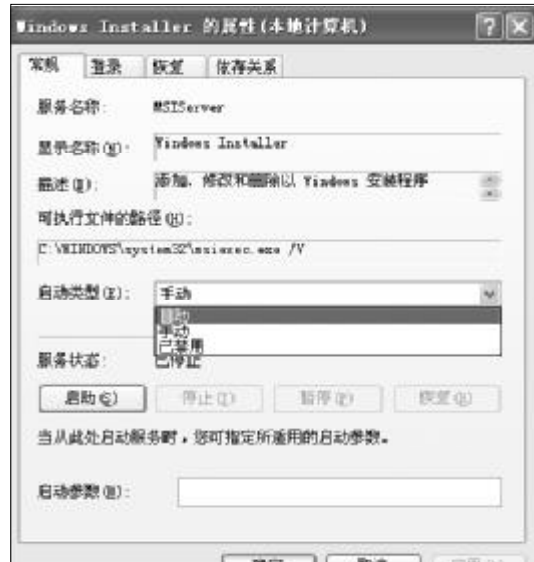 Windows Installer 的属性(本地计算机)
常规 登录 恢复 依存关系
服务名称: MSIServer
显示名称(N): Windows Installer
描述(D): 添加、修改和删除以 Windows 安装程序
可执行文件的路径(H):
C:\WINDOWS\system32\msiexec.exe /V
启动类型(E): 手动
自动
手动
已禁用
服务状态: 已停止
启动(S) 停止(T) 暂停(P) 恢复(R)
当从此处启动服务时，您可指定所适用的启动参数。
启动参数(M):
确定 取消